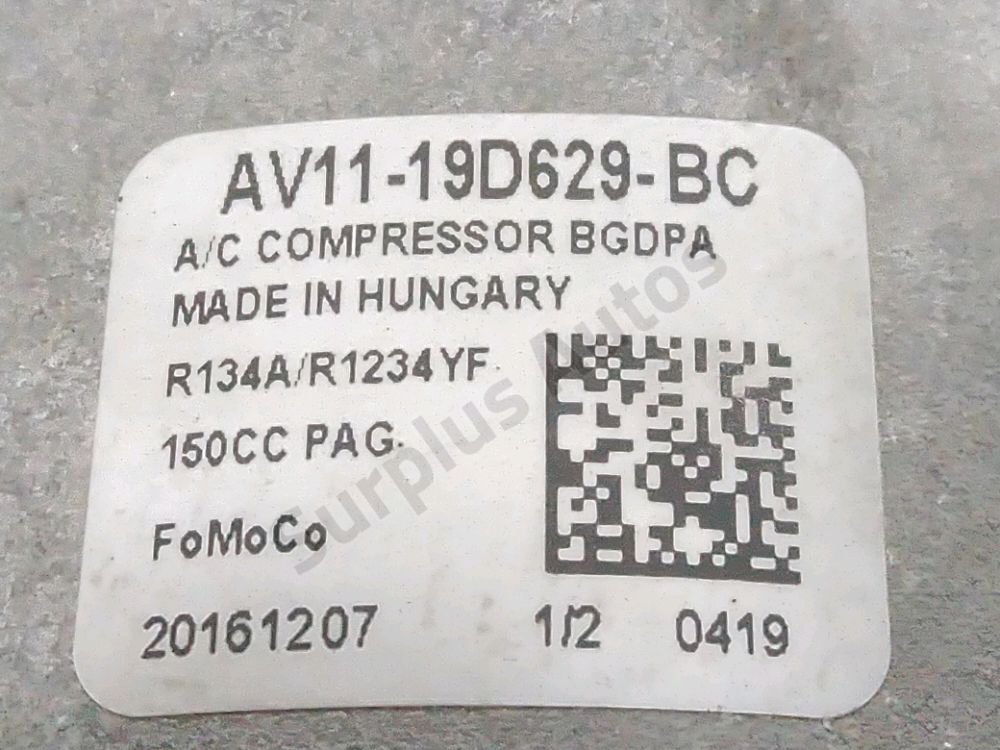 AV11-19D629-BC
A/C COMPRESSOR BGDPA
MADE IN HUNGARY
R134A/R1234YF
150CC PAG
FoMoCo
20161207 1/2 0419
Surplus Autos